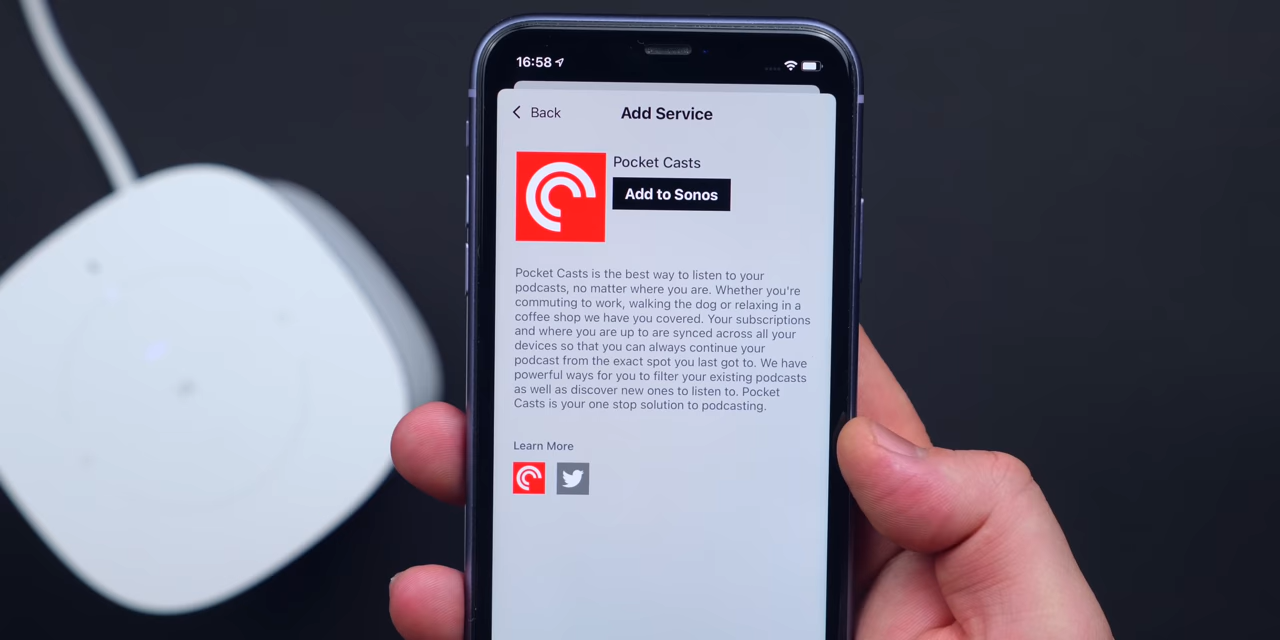 16:58
Back
Add Service
Pocket Casts
Add to Sonos
Pocket Casts is the best way to listen to your
podcasts, no matter where you are. Whether you're
commuting to work, walking the dog or relaxing in a
coffee shop we have you covered. Your subscriptions
and where you are up to are synced across all your
devices so that you can always continue your
podcast from the exact spot you last got to. We have
powerful ways for you to filter your existing podcasts
as well as discover new ones to listen to. Pocket
Casts is your one stop solution to podcasting.
Learn More